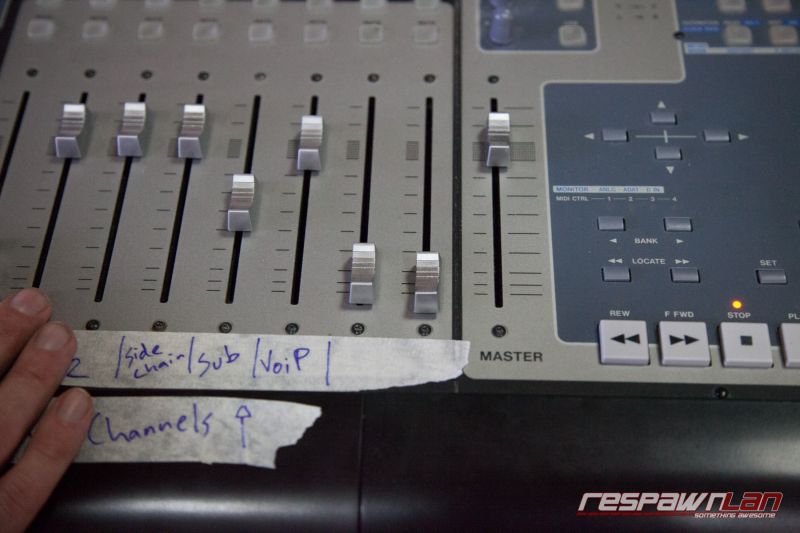 MONITOR ANLG ADAT D IN
MIDI CTRL 1 2 3 4
BANK
LOCATE
SET
REW F FWD STOP
MASTER
2 / side chain / sub / VoiP |
Channels ↑
RESPAWNLAN
SOMETHING AWESOME